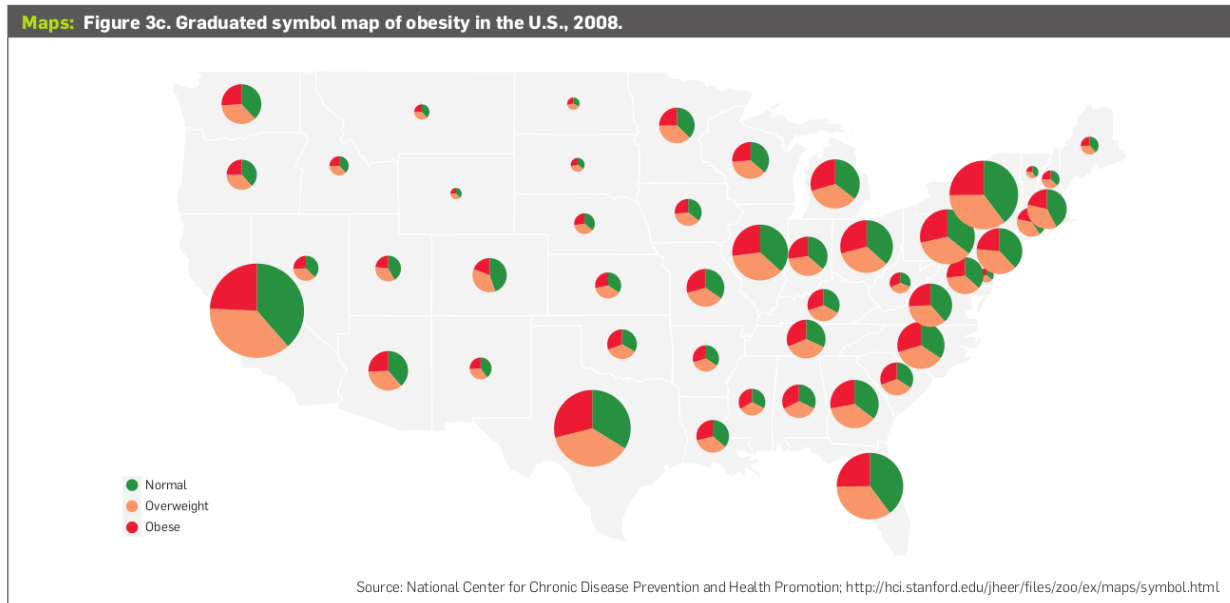 Maps: Figure 3c. Graduated symbol map of obesity in the U.S., 2008.
Normal
Overweight
Obese
Source: National Center for Chronic Disease Prevention and Health Promotion; http://hci.stanford.edu/jheer/files/zoo/ex/maps/symbol.html